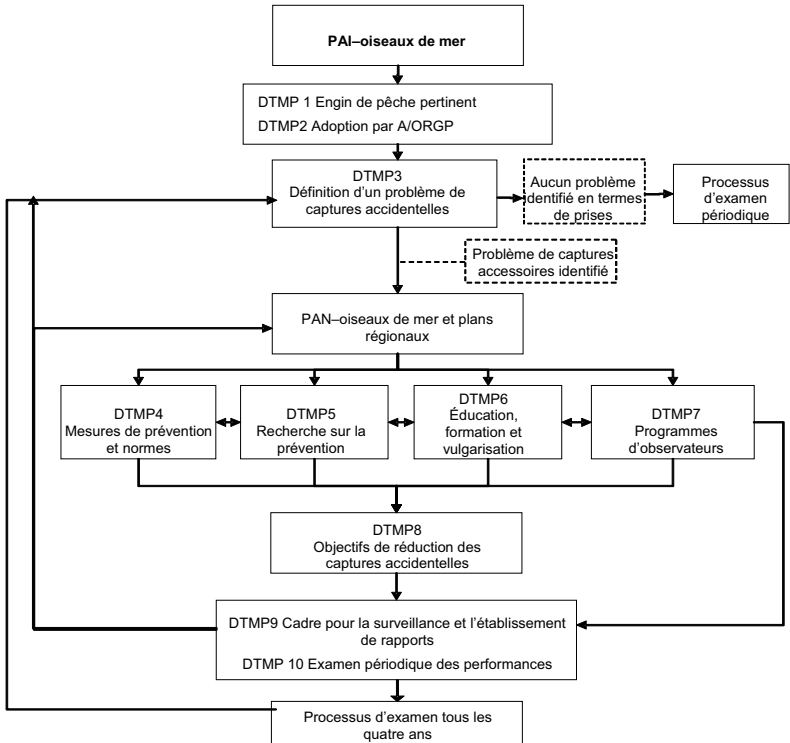 PAI–oiseaux de mer
DTMP 1 Engin de pêche pertinent
DTMP2 Adoption par A/ORGP
DTMP3
Définition d'un problème de
captures accidentelles
Aucun problème
identifié en termes
de prises
Processus
d'examen
périodique
Problème de captures
accessoires identifié
PAN–oiseaux de mer et plans
régionaux
DTMP4
Mesures de prévention
et normes
DTMP5
Recherche sur la
prévention
DTMP6
Éducation,
formation et
vulgarisation
DTMP7
Programmes
d'observateurs
DTMP8
Objectifs de réduction des
captures accidentelles
DTMP9 Cadre pour la surveillance et l'établissement
de rapports
DTMP 10 Examen périodique des performances
Processus d'examen tous les
quatre ans